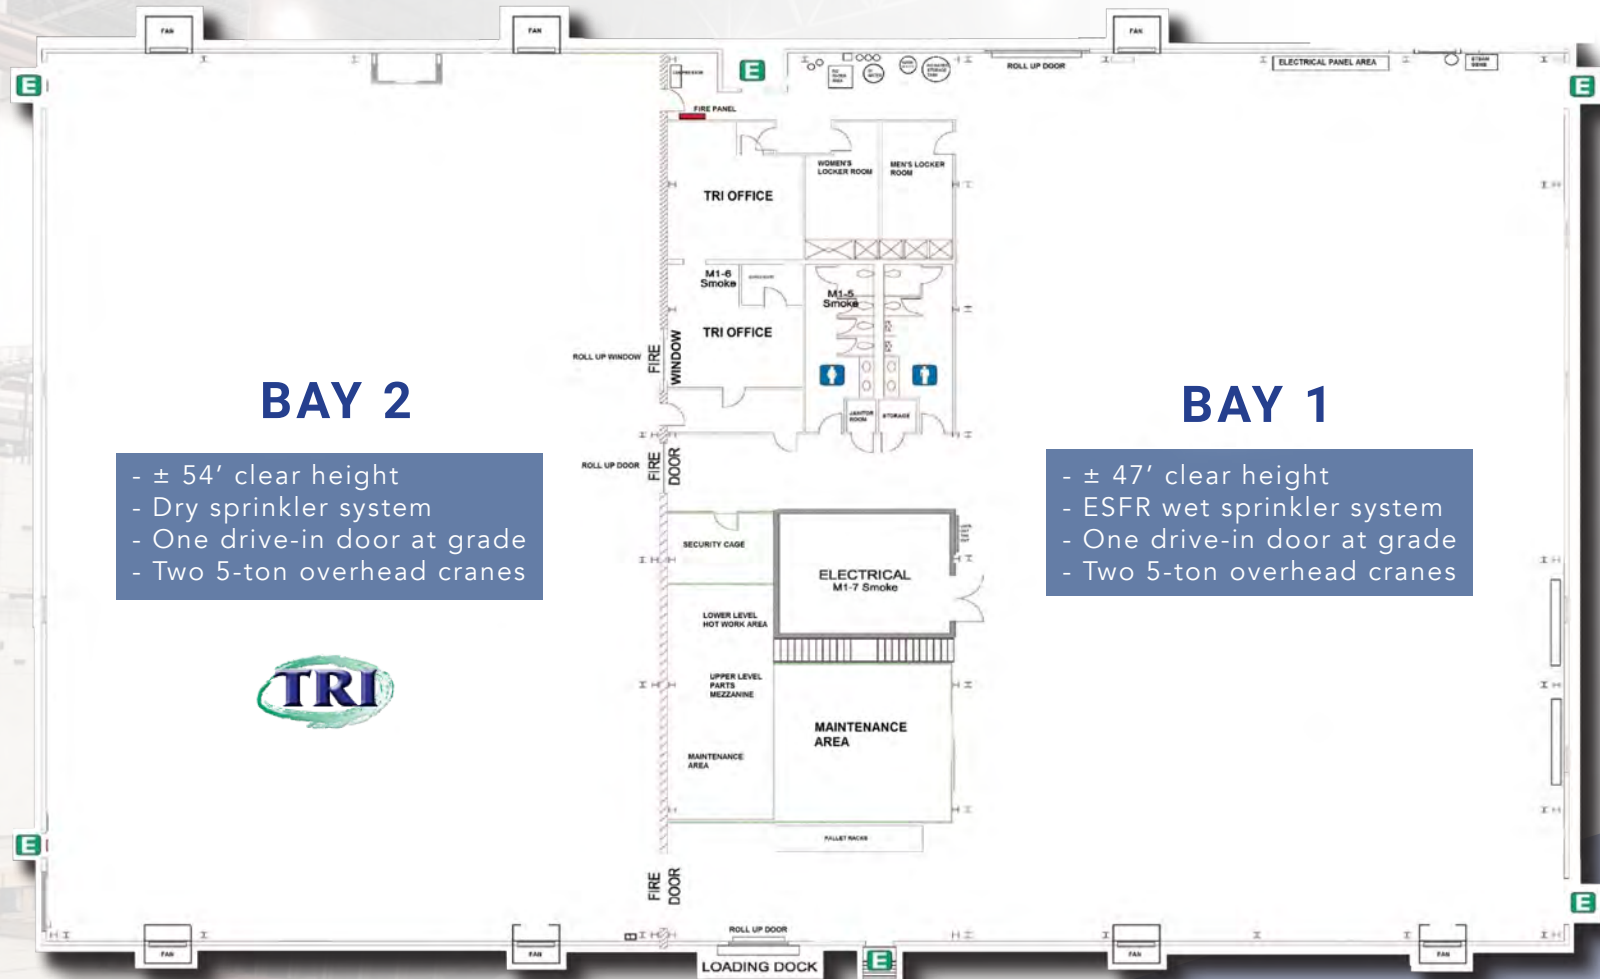 FAN
FAN
FAN
E
E
E
COMPRESSOR
FIRE PANEL
ROLL UP DOOR
ELECTRICAL PANEL AREA
TRI OFFICE
WOMEN'S
LOCKER ROOM
MEN'S LOCKER
ROOM
M1-6
Smoke
M1-5
Smoke
TRI OFFICE
ROLL UP WINDOW
FIRE
WINDOW
JANITOR
ROOM
STORAGE
ROLL UP DOOR
FIRE
DOOR
BAY 2
- ± 54’ clear height
- Dry sprinkler system
- One drive-in door at grade
- Two 5-ton overhead cranes
TRI
BAY 1
- ± 47’ clear height
- ESFR wet sprinkler system
- One drive-in door at grade
- Two 5-ton overhead cranes
SECURITY CAGE
ELECTRICAL
M1-7 Smoke
LOWER LEVEL
HOT WORK AREA
UPPER LEVEL
PARTS
MEZZANINE
MAINTENANCE
AREA
MAINTENANCE
AREA
PALLET RACKS
FIRE
DOOR
E
E
ROLL UP DOOR
LOADING DOCK
E
FAN
FAN
FAN
FAN